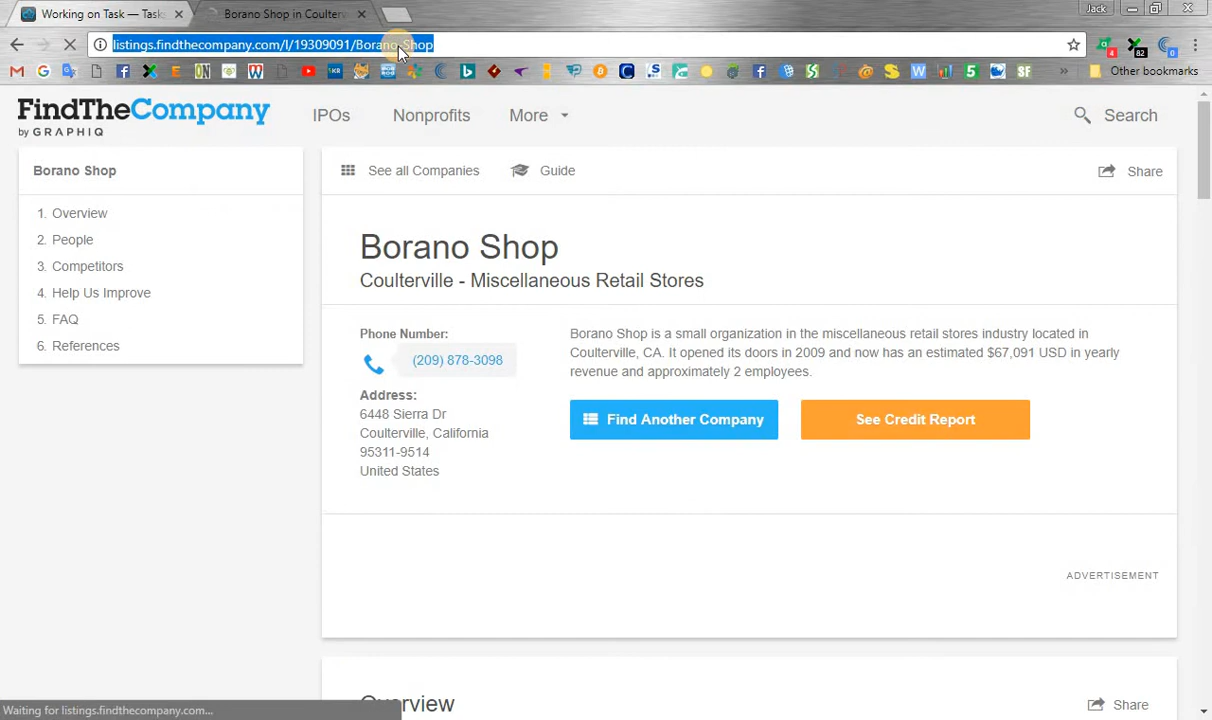 Working on Task — Task
Borano Shop in Coulterv
Jack
listings.findthecompany.com/l/19309091/Borano-Shop
4
82
Other bookmarks
FindTheCompany
by GRAPHIQ
IPOs
Nonprofits
More
Search
Borano Shop
1. Overview
2. People
3. Competitors
4. Help Us Improve
5. FAQ
6. References
See all Companies
Guide
Share
Borano Shop
Coulterville - Miscellaneous Retail Stores
Phone Number:
(209) 878-3098
Address:
6448 Sierra Dr
Coulterville, California
95311-9514
United States
Borano Shop is a small organization in the miscellaneous retail stores industry located in
Coulterville, CA. It opened its doors in 2009 and now has an estimated $67,091 USD in yearly
revenue and approximately 2 employees.
Find Another Company
See Credit Report
ADVERTISEMENT
Overview
Share
Waiting for listings.findthecompany.com...